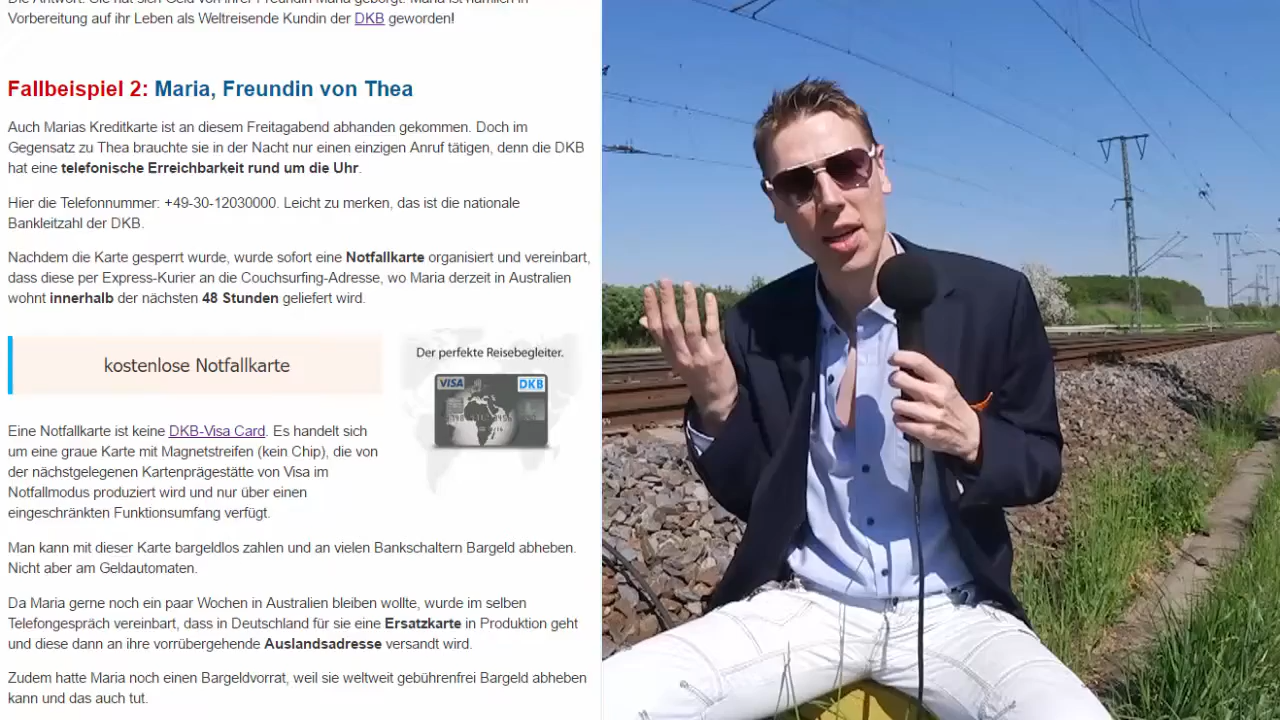 Die Antwort: Sie hat sich Geld von ihrer Freundin Maria geborgt. Maria ist nämlich in
Vorbereitung auf ihr Leben als Weltreisende Kundin der DKB geworden!
Fallbeispiel 2: Maria, Freundin von Thea
Auch Marias Kreditkarte ist an diesem Freitagabend abhanden gekommen. Doch im
Gegensatz zu Thea brauchte sie in der Nacht nur einen einzigen Anruf tätigen, denn die DKB
hat eine telefonische Erreichbarkeit rund um die Uhr.
Hier die Telefonnummer: +49-30-12030000. Leicht zu merken, das ist die nationale
Bankleitzahl der DKB.
Nachdem die Karte gesperrt wurde, wurde sofort eine Notfallkarte organisiert und vereinbart,
dass diese per Express-Kurier an die Couchsurfing-Adresse, wo Maria derzeit in Australien
wohnt innerhalb der nächsten 48 Stunden geliefert wird.
kostenlose Notfallkarte
Der perfekte Reisebegleiter.
VISA
DKB
Eine Notfallkarte ist keine DKB-Visa Card. Es handelt sich
um eine graue Karte mit Magnetstreifen (kein Chip), die von
der nächstgelegenen Kartenprägestätte von Visa im
Notfallmodus produziert wird und nur über einen
eingeschränkten Funktionsumfang verfügt.
Man kann mit dieser Karte bargeldlos zahlen und an vielen Bankschaltern Bargeld abheben.
Nicht aber am Geldautomaten.
Da Maria gerne noch ein paar Wochen in Australien bleiben wollte, wurde im selben
Telefongespräch vereinbart, dass in Deutschland für sie eine Ersatzkarte in Produktion geht
und diese dann an ihre vorrübergehende Auslandsadresse versandt wird.
Zudem hatte Maria noch einen Bargeldvorrat, weil sie weltweit gebührenfrei Bargeld abheben
kann und das auch tut.